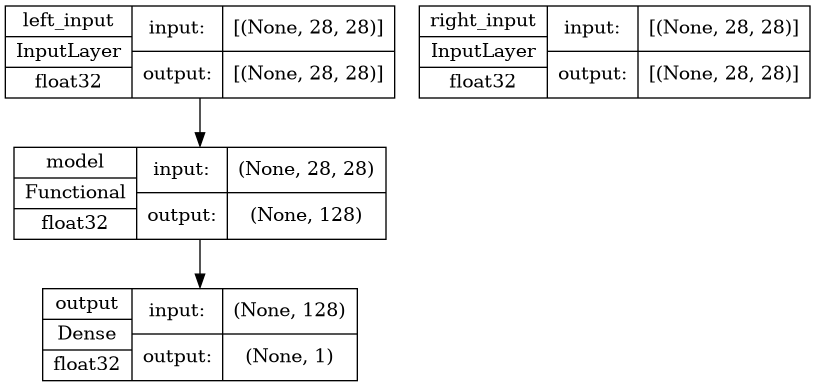 left_input
InputLayer
float32
input:
[(None, 28, 28)]
output:
[(None, 28, 28)]
right_input
InputLayer
float32
input:
[(None, 28, 28)]
output:
[(None, 28, 28)]
model
Functional
float32
input:
(None, 28, 28)
output:
(None, 128)
output
Dense
float32
input:
(None, 128)
output:
(None, 1)